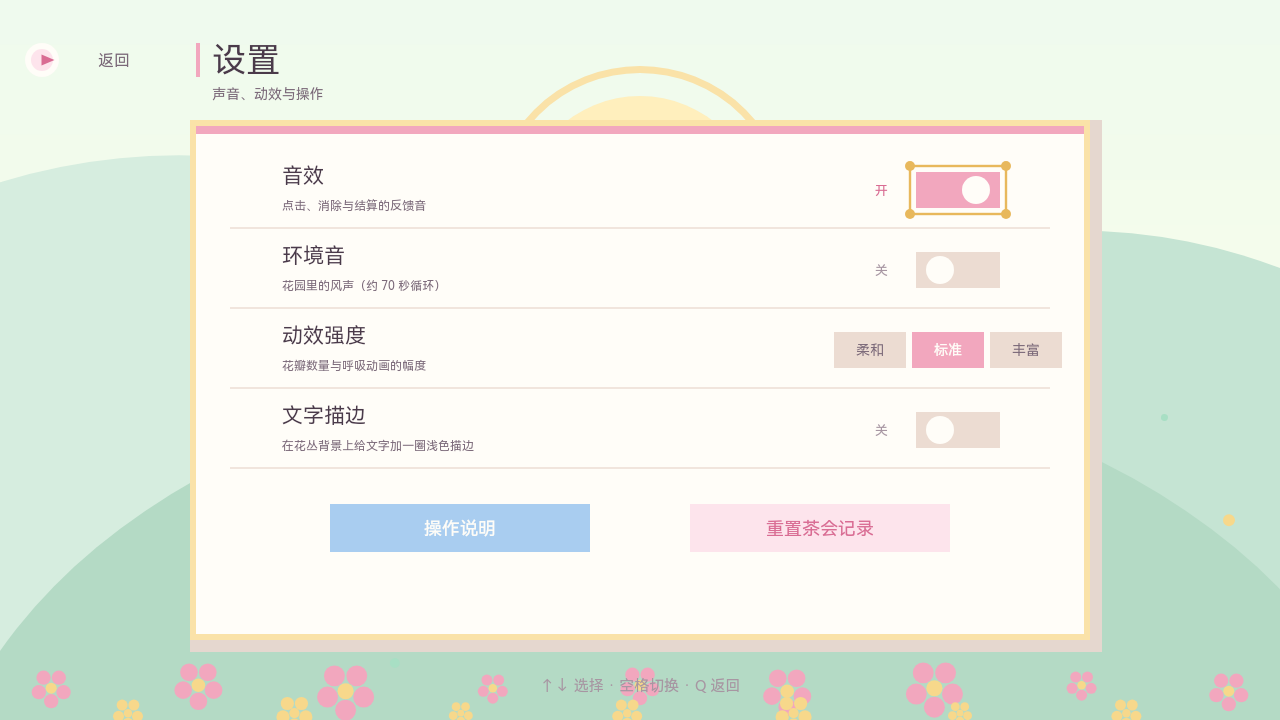 返回
设置
声音、动效与操作
音效
点击、消除与结算的反馈音
开
环境音
花园里的风声（约 70 秒循环）
关
动效强度
花瓣数量与呼吸动画的幅度
柔和 标准 丰富
文字描边
在花丛背景上给文字加一圈浅色描边
关
操作说明
重置茶会记录
↑↓ 选择 · 空格切换 · Q 返回